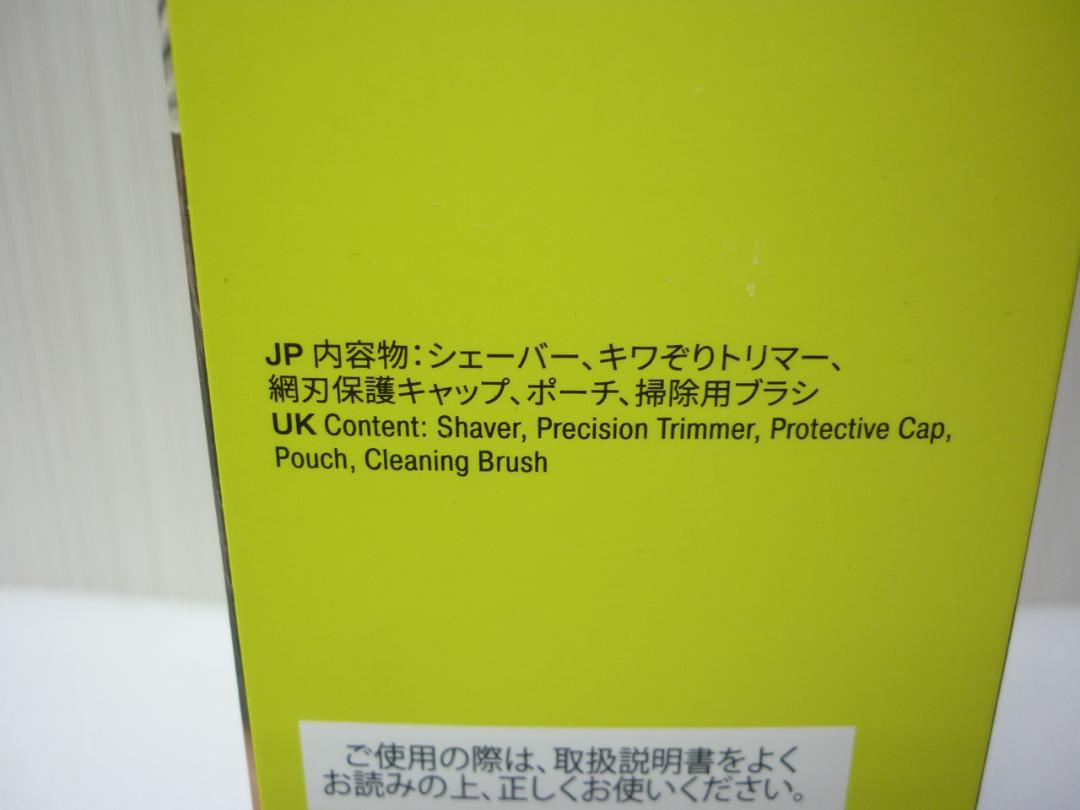 JP 内容物：シェーバー、キワぞりトリマー、
網刃保護キャップ、ポーチ、掃除用ブラシ
UK Content: Shaver, Precision Trimmer, Protective Cap,
Pouch, Cleaning Brush
ご使用の際は、取扱説明書をよく
お読みの上、正しくお使いください。